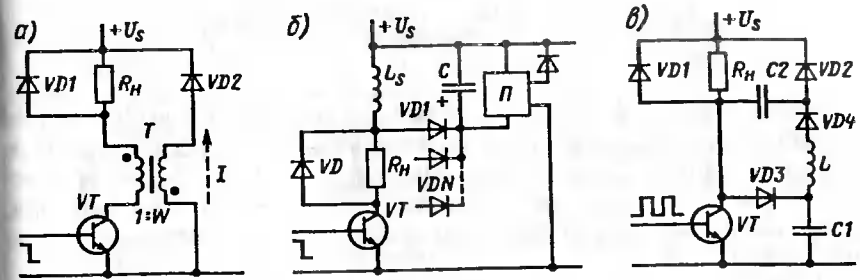 а) +U_S
VD1 R_H VD2
T
I
VT 1:W
б) +U_S
L_S C П
VD1 +
VD R_H
VDN
VT
в) +U_S
VD1 R_H C2 VD2
VD4
L
VD3
VT C1